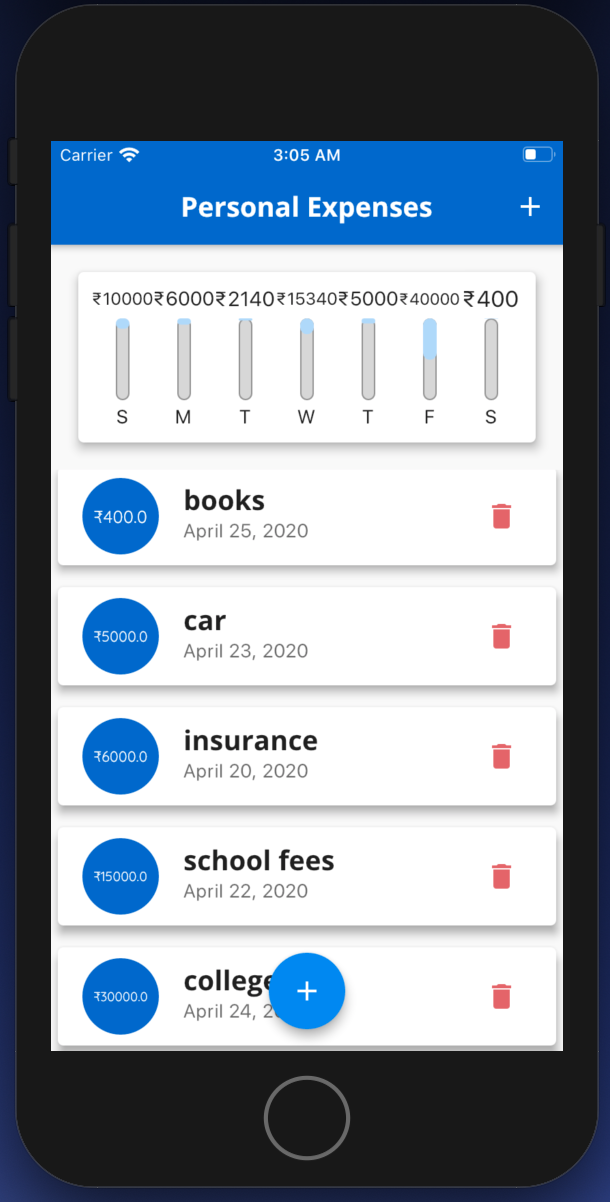 Carrier 3:05 AM
Personal Expenses +
₹10000 ₹6000 ₹2140 ₹15340 ₹5000 ₹40000 ₹400
S M T W T F S
₹400.0
books
April 25, 2020
₹5000.0
car
April 23, 2020
₹6000.0
insurance
April 20, 2020
₹15000.0
school fees
April 22, 2020
₹30000.0
college
April 24, 2
+